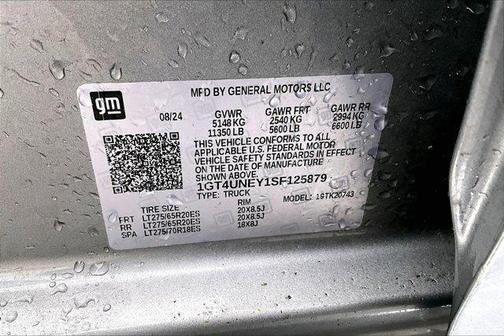 gm
MFD BY GENERAL MOTORS LLC
08/24 GVWR GAWR FRT GAWR RR
5148 KG 2540 KG 2994 KG
11350 LB 5600 LB 6600 LB
THIS VEHICLE CONFORMS TO ALL
APPLICABLE U.S. FEDERAL MOTOR
VEHICLE SAFETY STANDARDS IN EFFECT
ON THE DATE OF MANUFACTURE
SHOWN ABOVE.
1GT4UNEY1SF125879
TYPE: TRUCK MODEL: 19TK20743
TIRE SIZE RIM
FRT LT275/65R20ES 20X8.5J
RR LT275/65R20ES 20X8.5J
SPA LT275/70R18ES 18X8J